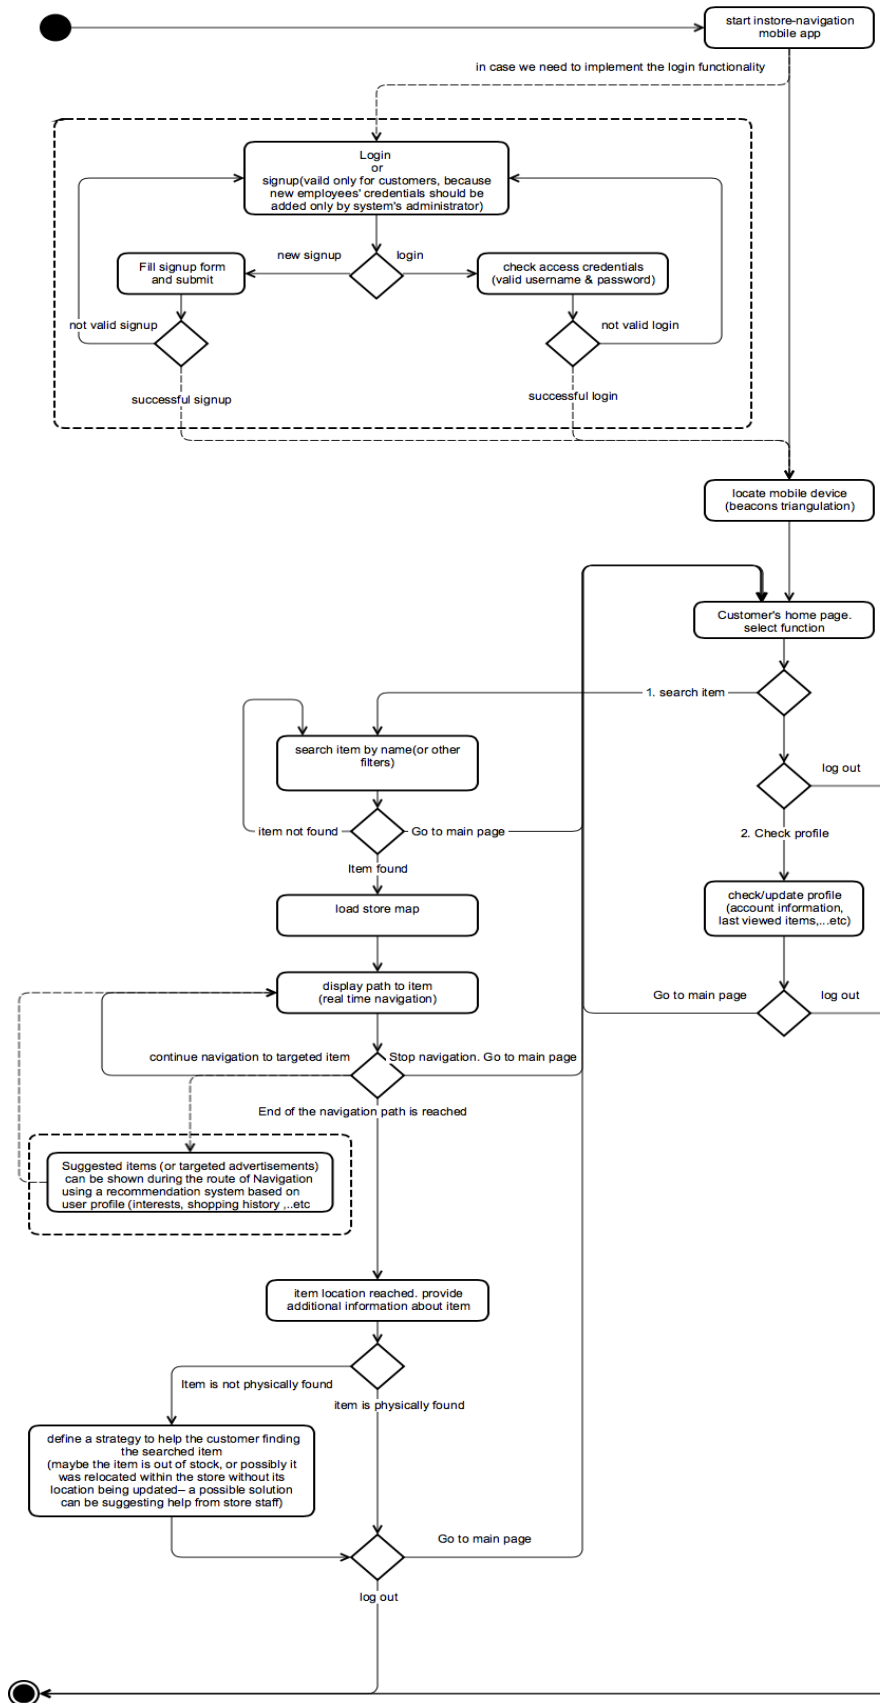 start instore-navigation
mobile app
in case we need to implement the login functionality
Login
or
signup(vaild only for customers, because
new employees' credentials should be
added only by system's administrator)
new signup
login
Fill signup form
and submit
check access credentials
(valid username & password)
not valid signup
not valid login
successful signup
successful login
locate mobile device
(beacons triangulation)
Customer's home page.
select function
1. search item
search item by name(or other
filters)
log out
item not found
Go to main page
2. Check profile
Item found
check/update profile
(account information,
last viewed items,...etc)
load store map
display path to item
(real time navigation)
Go to main page
log out
continue navigation to targeted item
Stop navigation. Go to main page
End of the navigation path is reached
Suggested items (or targeted advertisements)
can be shown during the route of Navigation
using a recommendation system based on
user profile (interests, shopping history ,..etc
item location reached. provide
additional information about item
Item is not physically found
item is physically found
define a strategy to help the customer finding
the searched item
(maybe the item is out of stock, or possibly it
was relocated within the store without its
location being updated– a possible solution
can be suggesting help from store staff)
Go to main page
log out